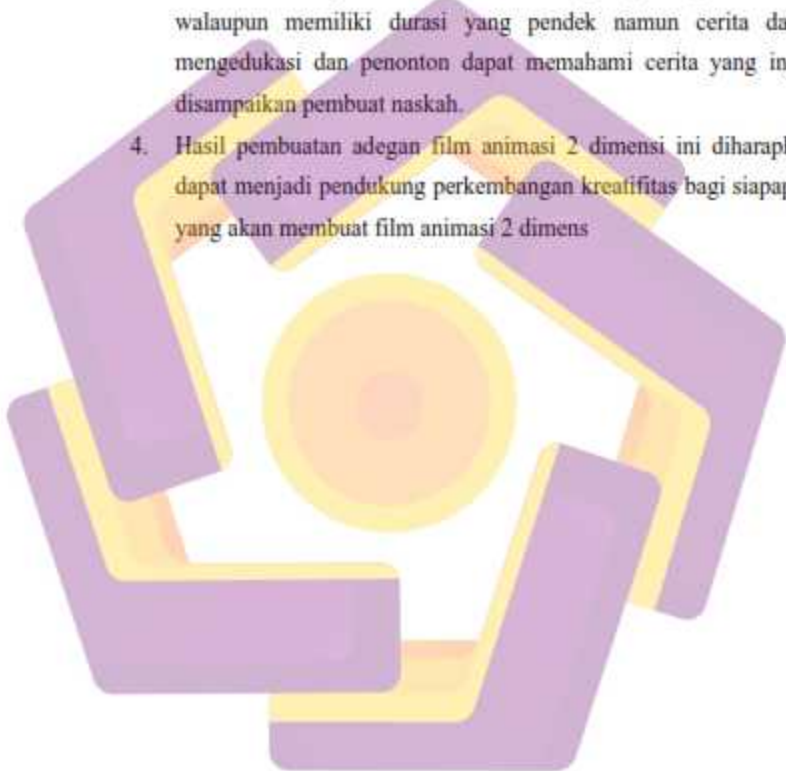 walaupun memiliki durasi yang pendek namun cerita da
mengedukasi dan penonton dapat memahami cerita yang in
disampaikan pembuat naskah.
4. Hasil pembuatan adegan film animasi 2 dimensi ini diharapl
dapat menjadi pendukung perkembangan kreatifitas bagi siapap
yang akan membuat film animasi 2 dimens